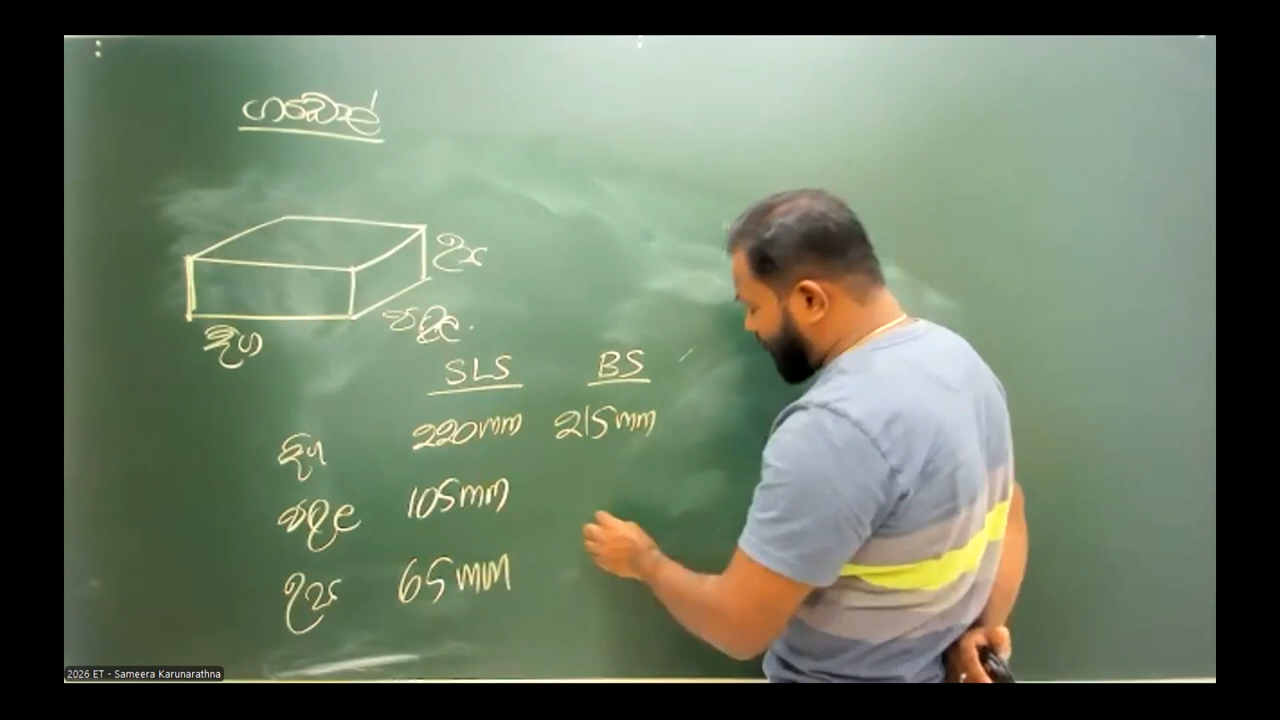 ගඩොල්
උස
පළල.
දිග
SLS BS
දිග 220mm 215mm
පළල 105mm
උස 65mm
2026 ET - Sameera Karunarathna